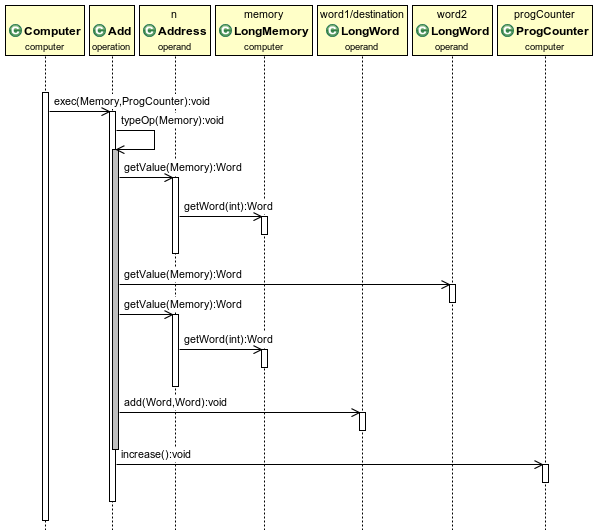 n
memory
word1/destination
word2
progCounter
C Computer
C Add
C Address
C LongMemory
C LongWord
C LongWord
C ProgCounter
computer
operation
operand
computer
operand
operand
computer
exec(Memory,ProgCounter):void
typeOp(Memory):void
getValue(Memory):Word
getWord(int):Word
getValue(Memory):Word
getValue(Memory):Word
getWord(int):Word
add(Word,Word):void
increase():void